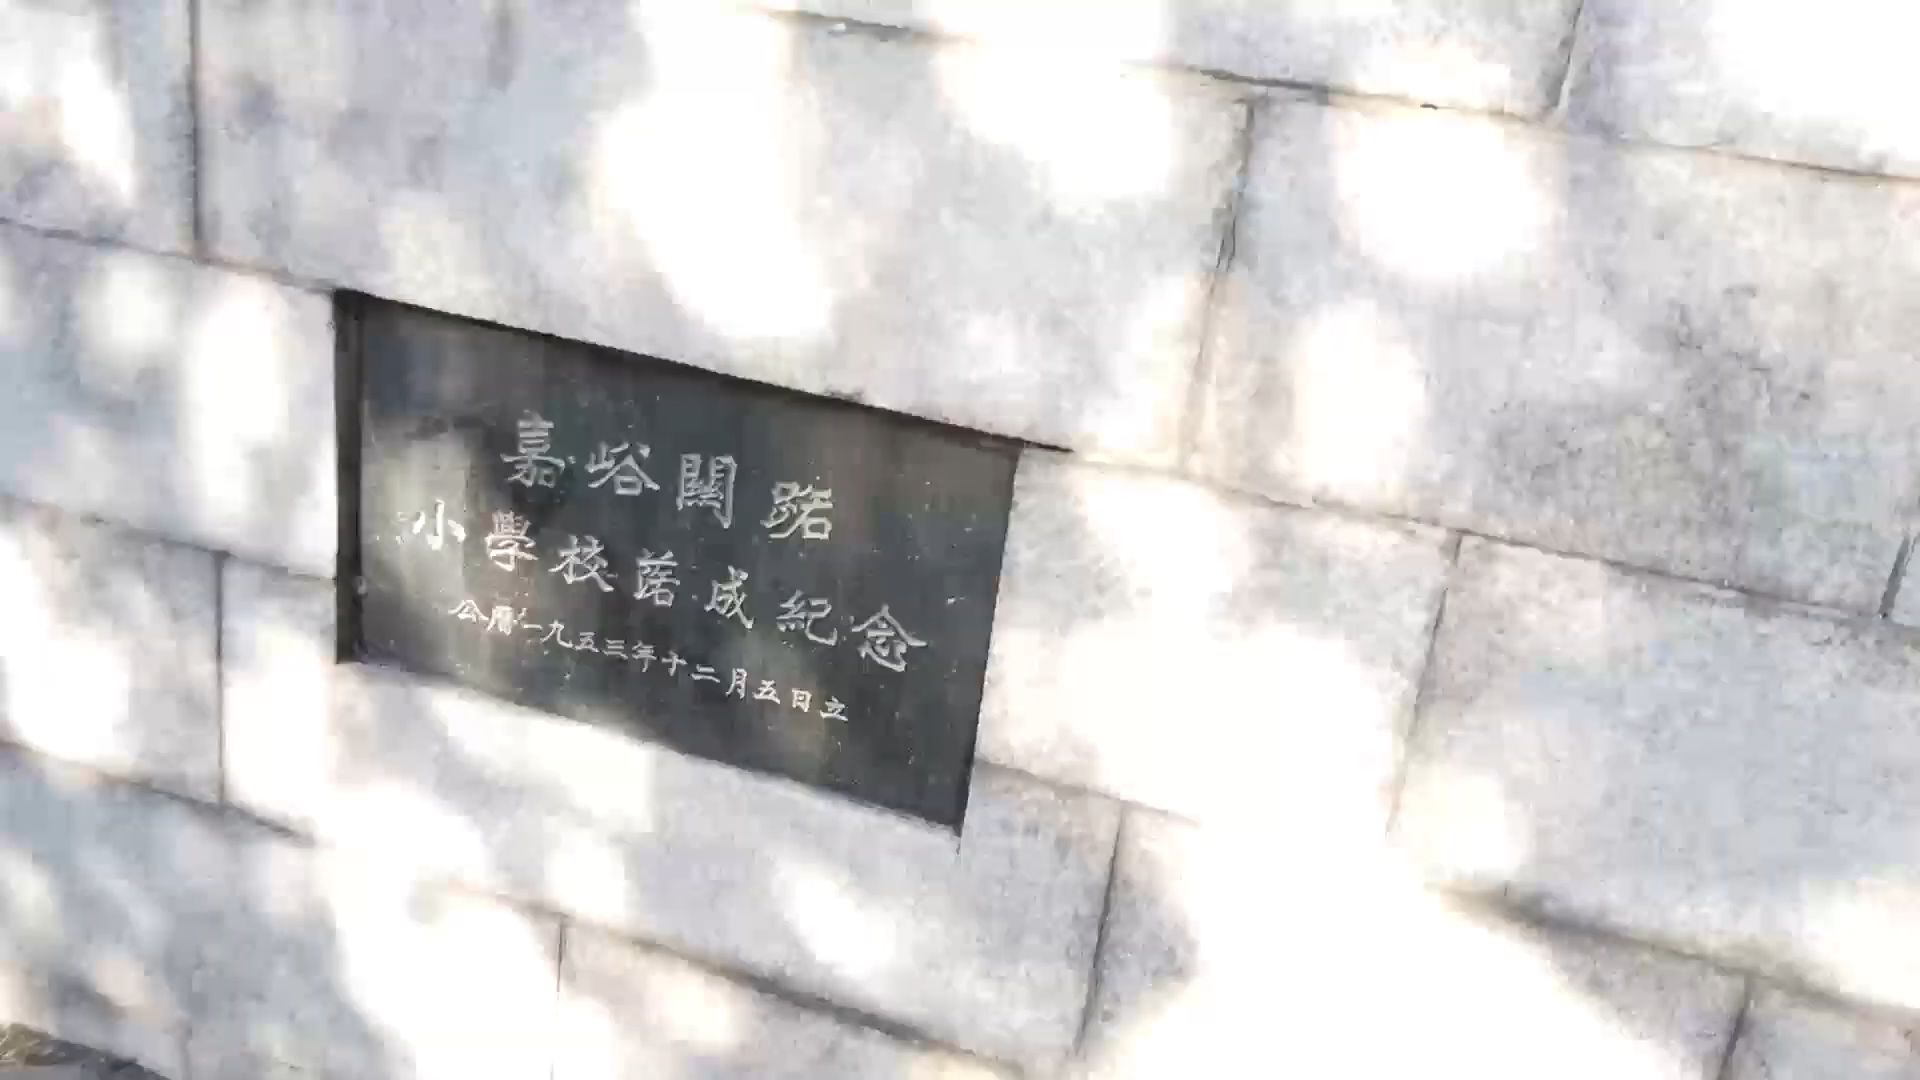 嘉峪關路
小學校落成紀念
公曆一九五三年十二月五日立